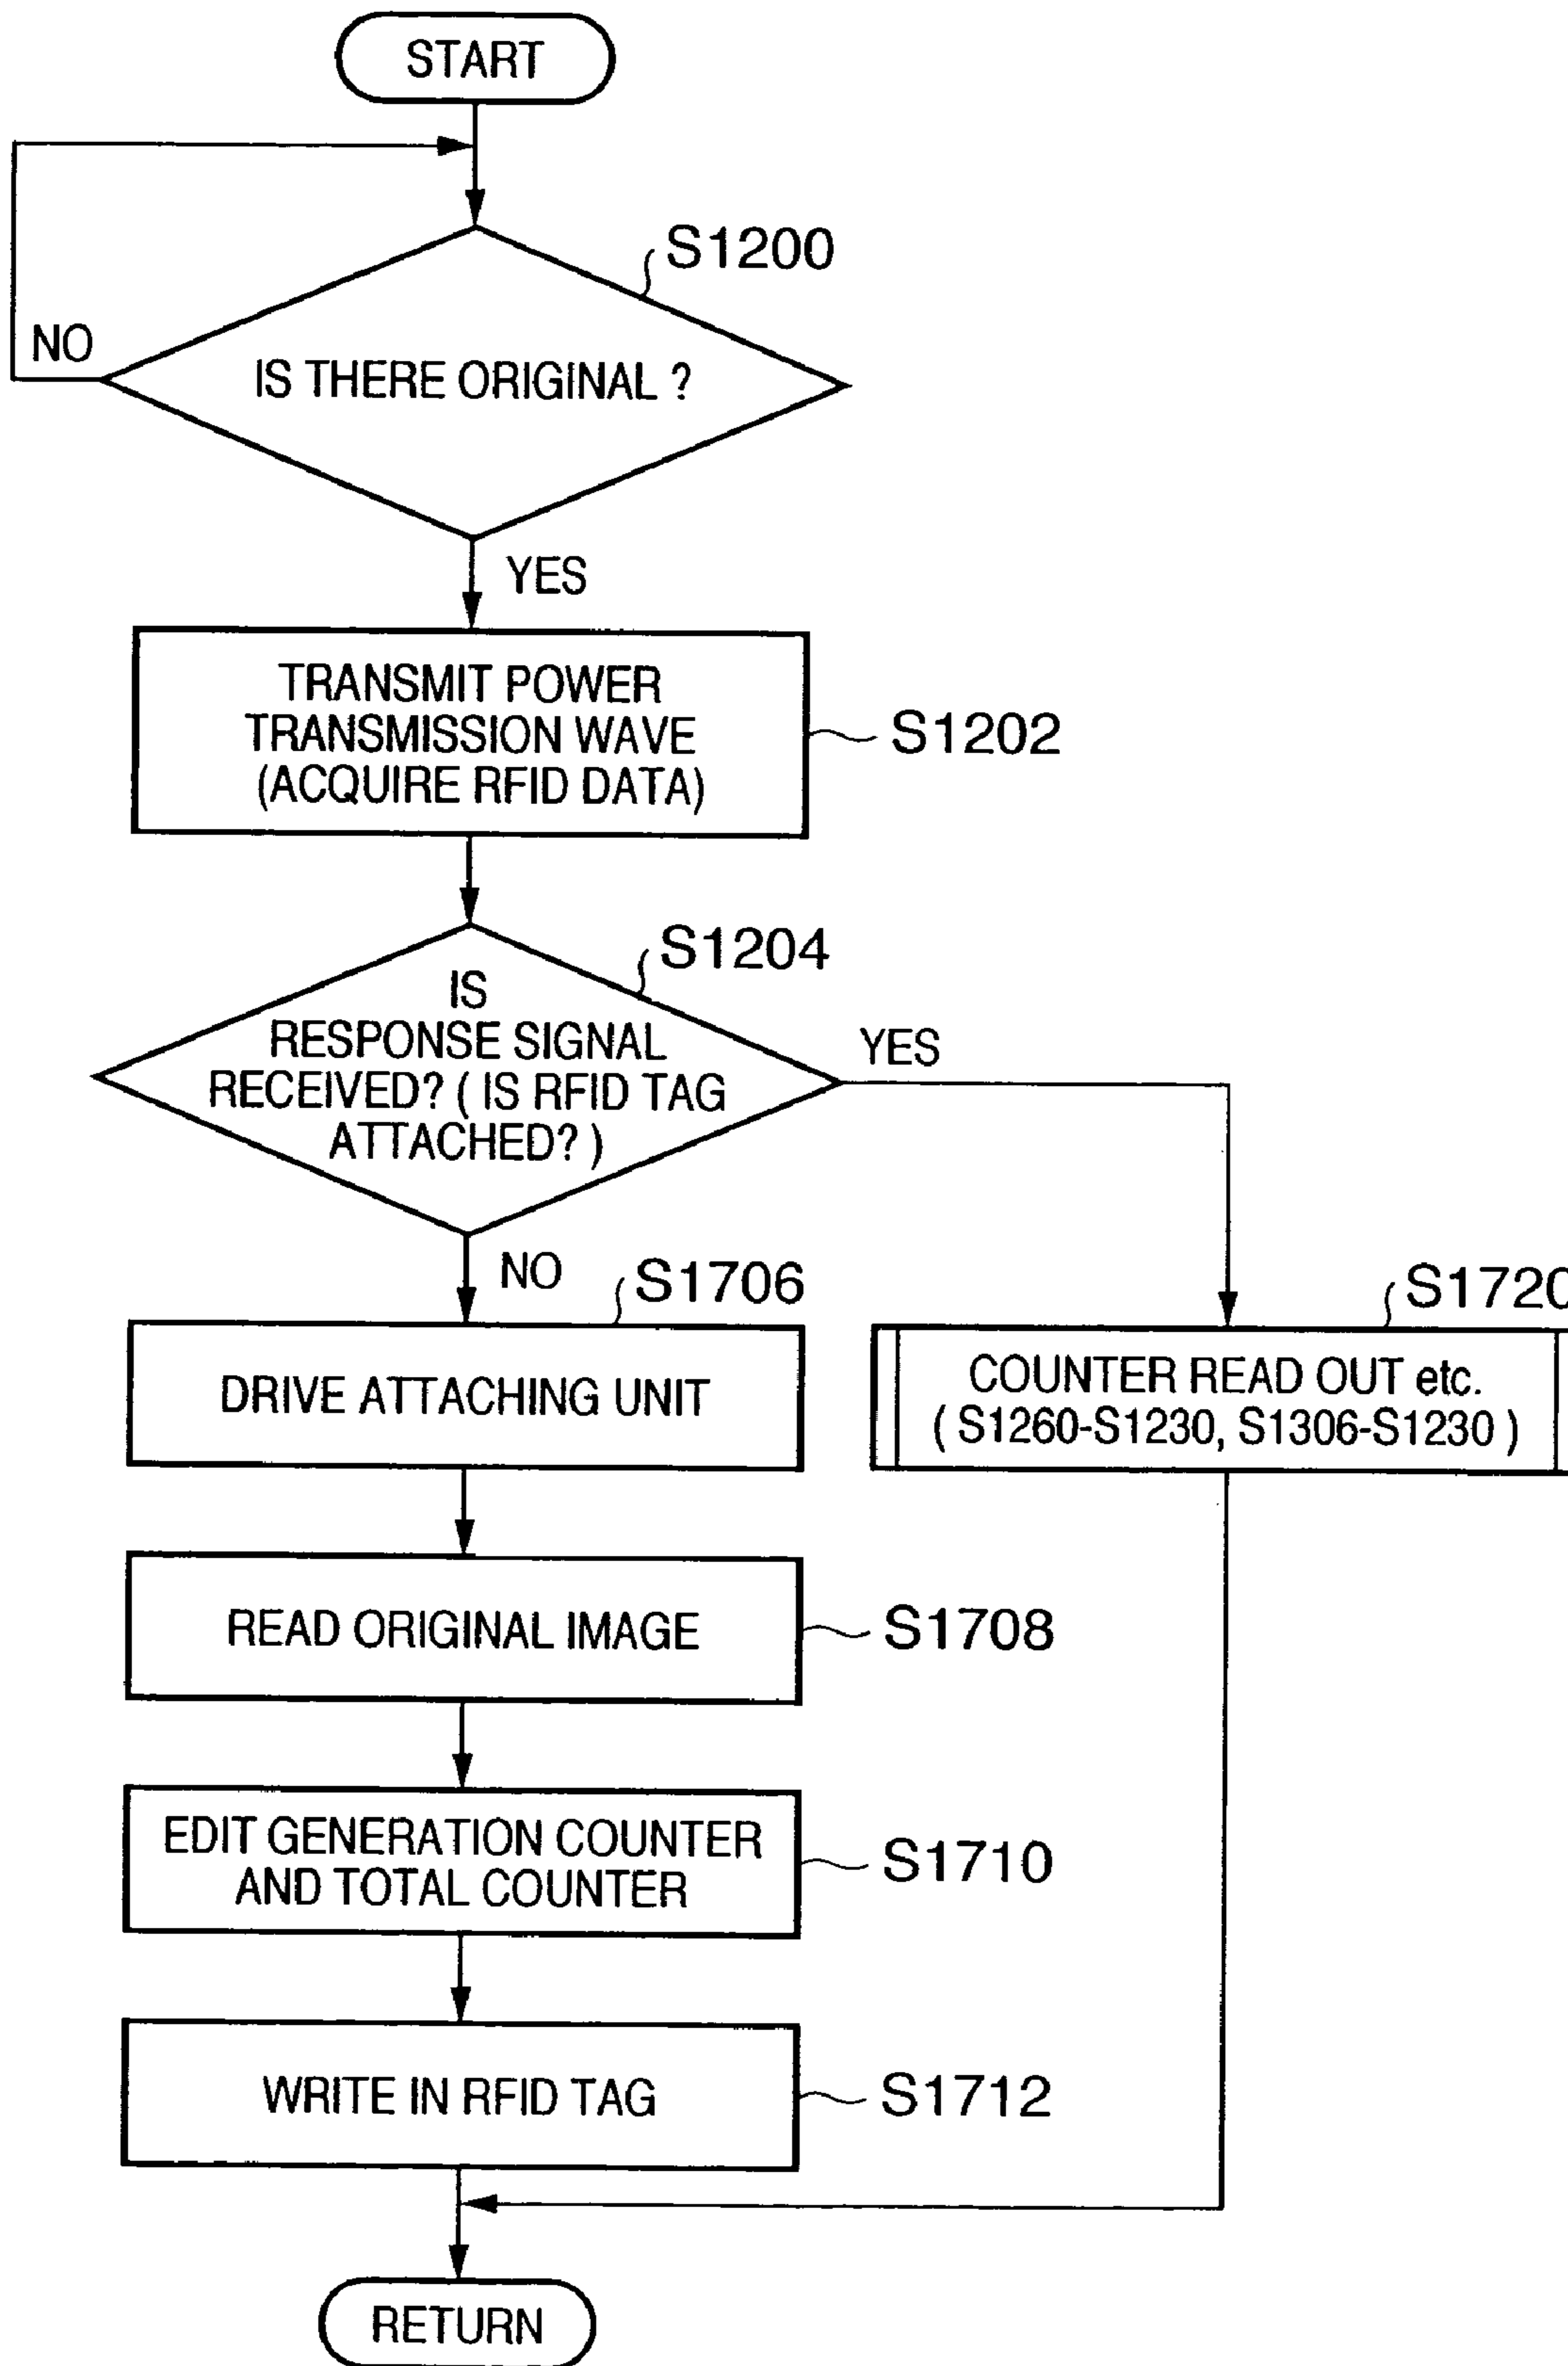 START
S1200
NO
IS THERE ORIGINAL ?
YES
TRANSMIT POWER
TRANSMISSION WAVE
(ACQUIRE RFID DATA)
S1202
S1204
IS
RESPONSE SIGNAL
RECEIVED? ( IS RFID TAG
ATTACHED? )
YES
NO
S1706
S1720
DRIVE ATTACHING UNIT
COUNTER READ OUT etc.
( S1260-S1230, S1306-S1230 )
READ ORIGINAL IMAGE
S1708
EDIT GENERATION COUNTER
AND TOTAL COUNTER
S1710
WRITE IN RFID TAG
S1712
RETURN